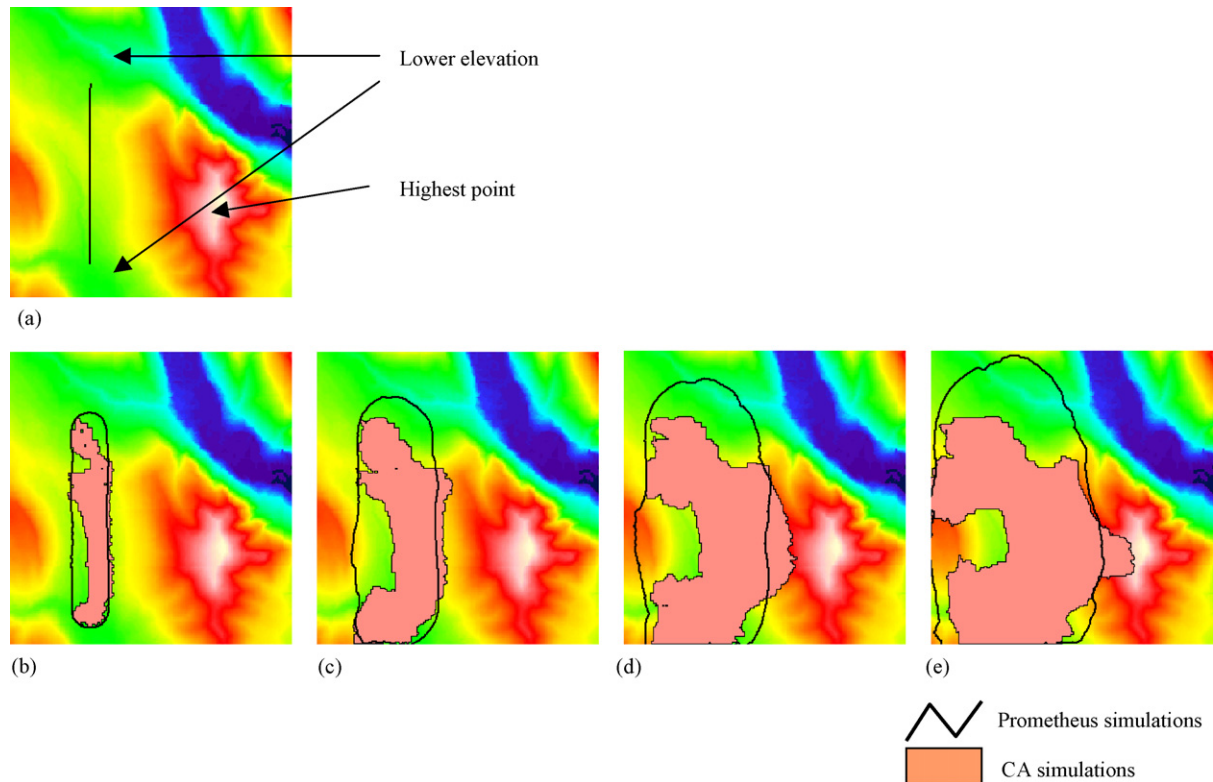 Lower elevation
Highest point
(a)
(b)
(c)
(d)
(e)
Prometheus simulations
CA simulations